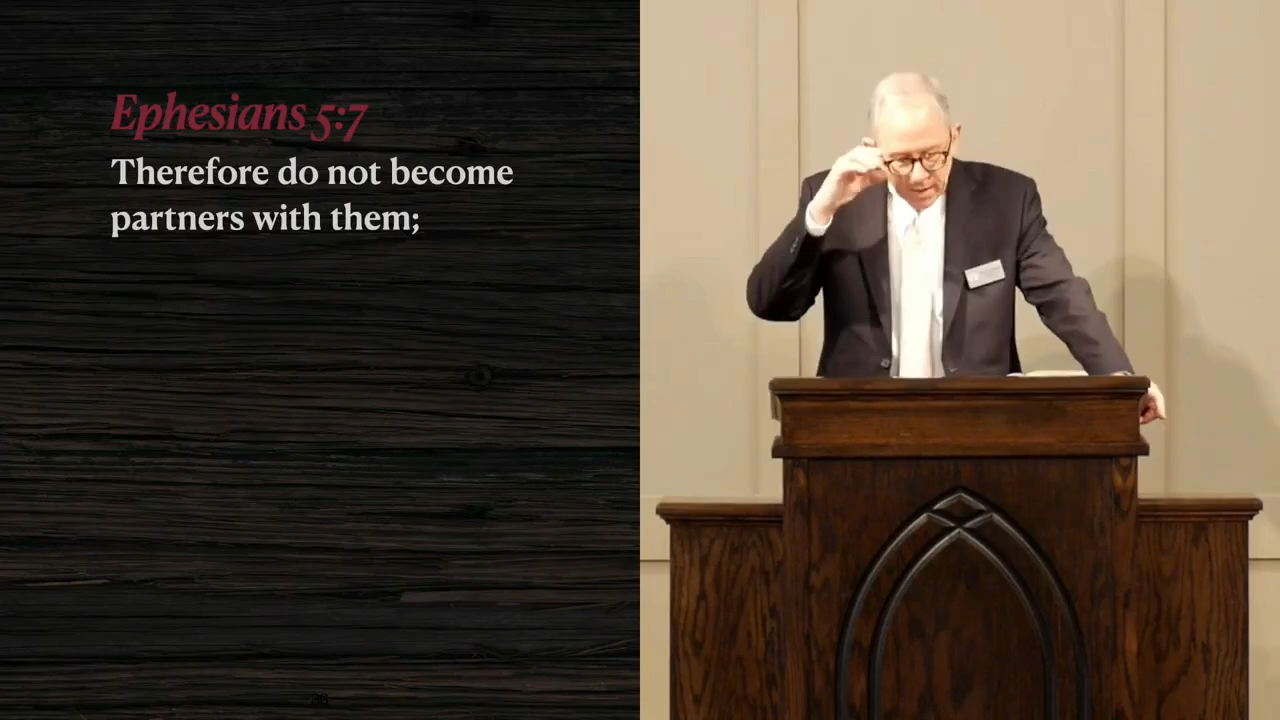 Ephesians 5:7
Therefore do not become
partners with them;